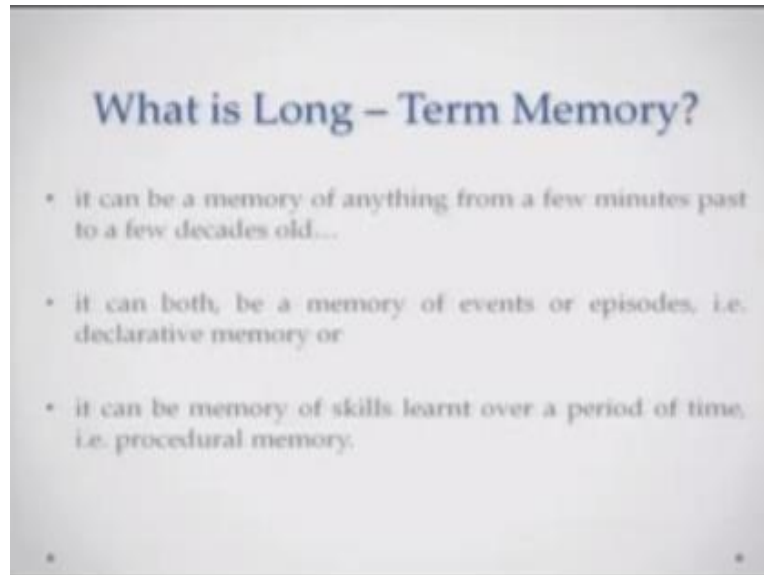 What is Long – Term Memory?
• it can be a memory of anything from a few minutes past
to a few decades old…
• it can both, be a memory of events or episodes, i.e.
declarative memory or
• it can be memory of skills learnt over a period of time,
i.e. procedural memory.